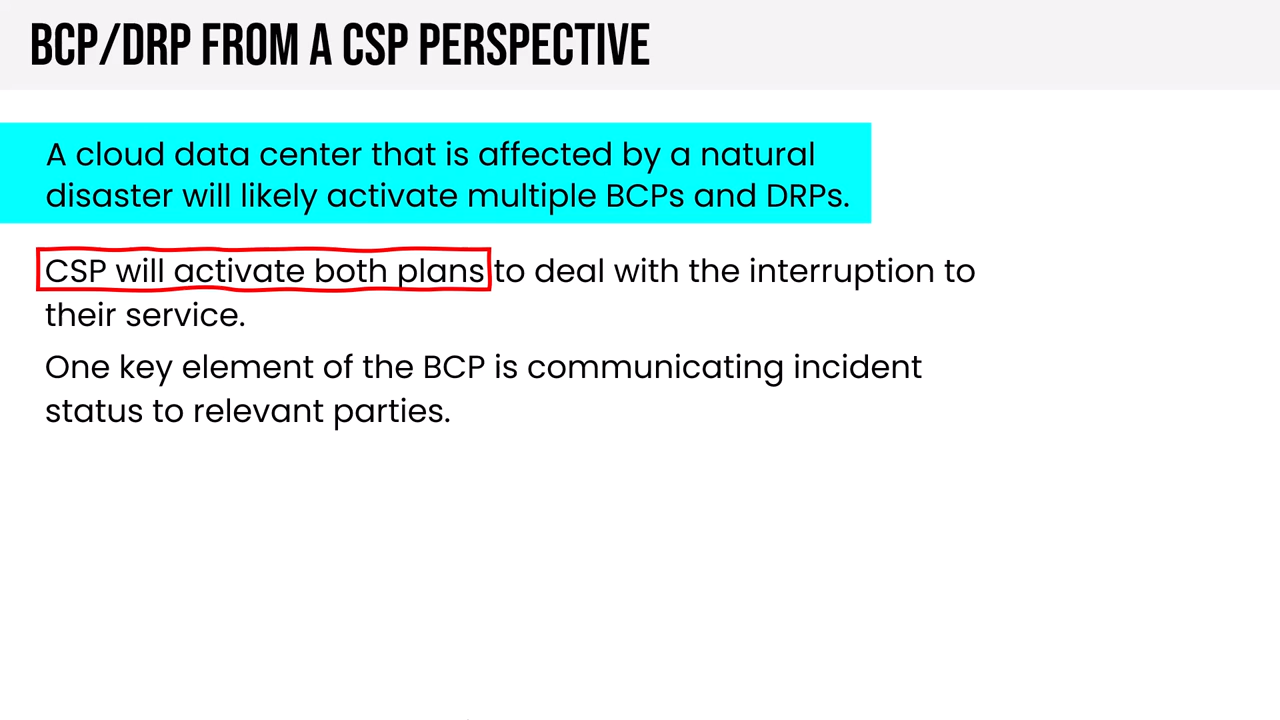 BCP/DRP FROM A CSP PERSPECTIVE
A cloud data center that is affected by a natural
disaster will likely activate multiple BCPs and DRPs.
CSP will activate both plans to deal with the interruption to
their service.
One key element of the BCP is communicating incident
status to relevant parties.